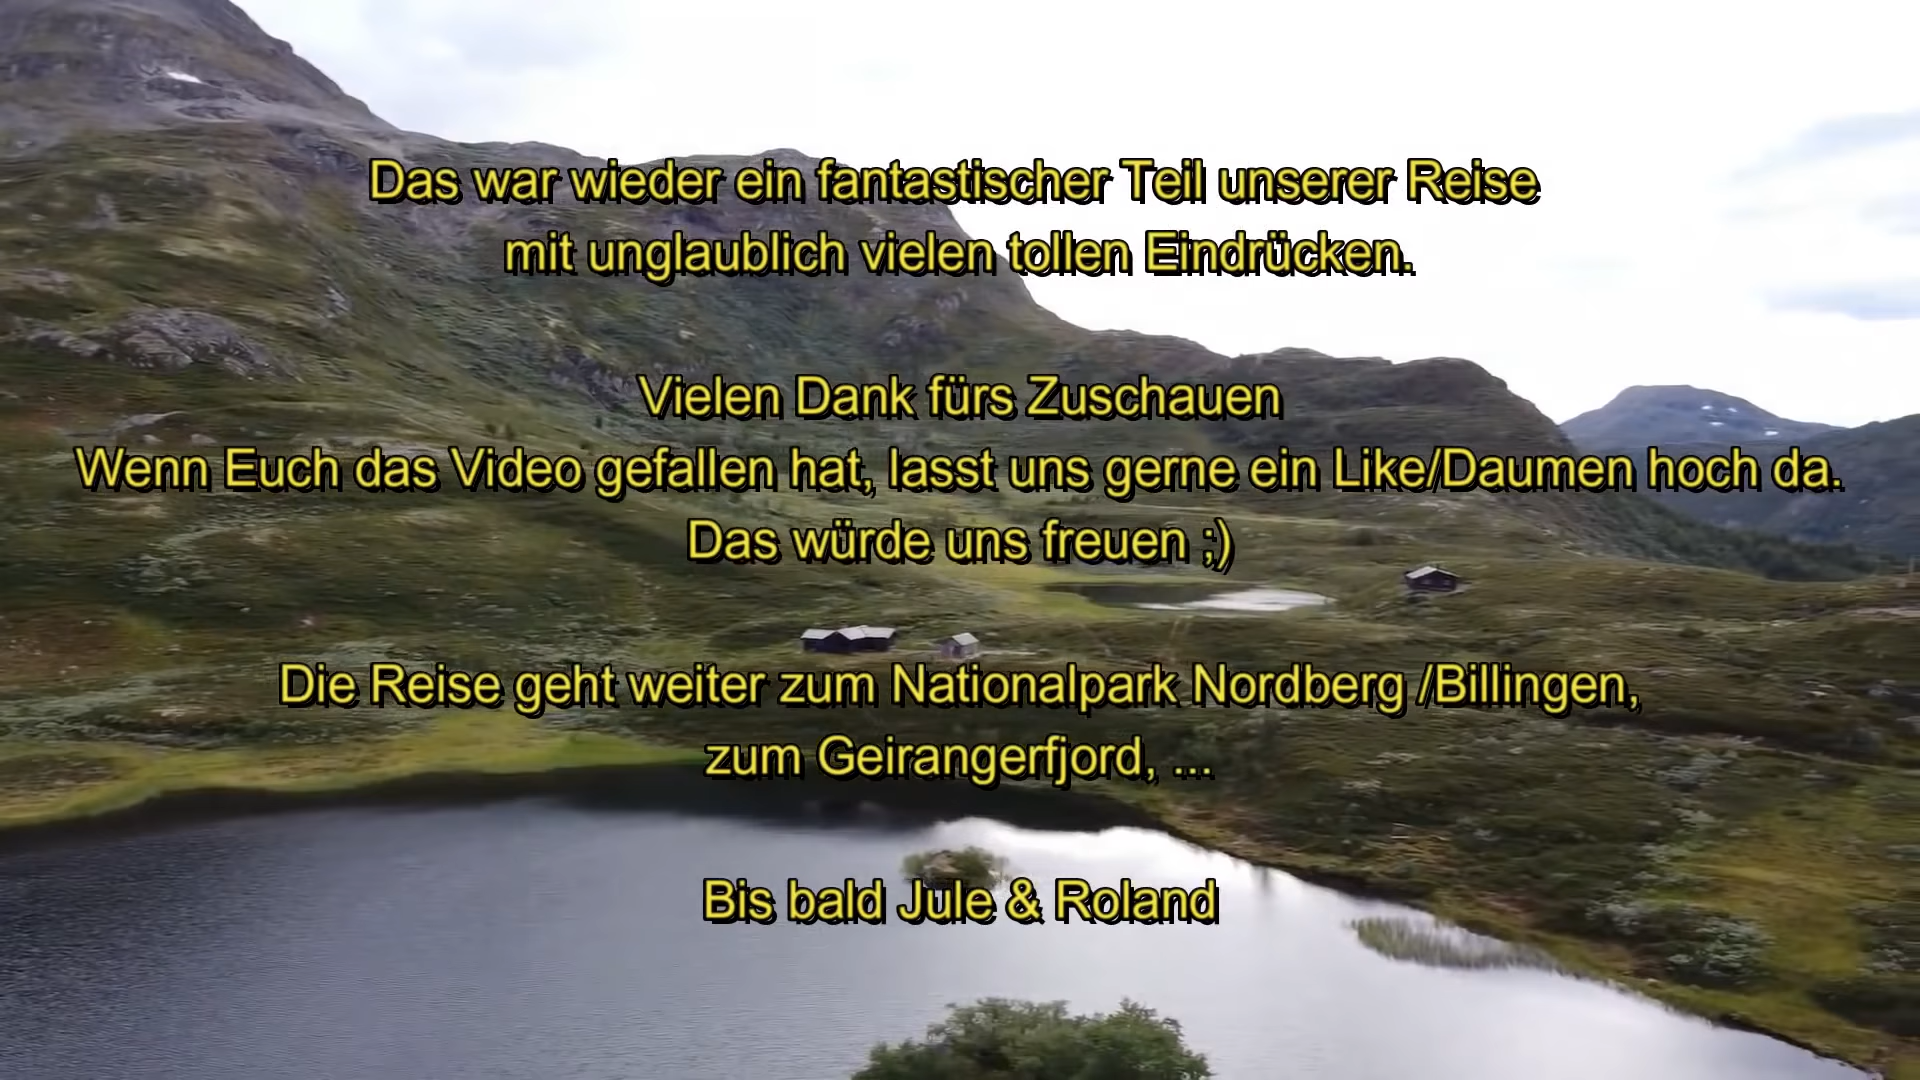 Das war wieder ein fantastischer Teil unserer Reise
mit unglaublich vielen tollen Eindrücken.
Vielen Dank fürs Zuschauen
Wenn Euch das Video gefallen hat, lasst uns gerne ein Like/Daumen hoch da.
Das würde uns freuen ;)
Die Reise geht weiter zum Nationalpark Nordberg /Billingen,
zum Geirangerfjord, ...
Bis bald Jule & Roland